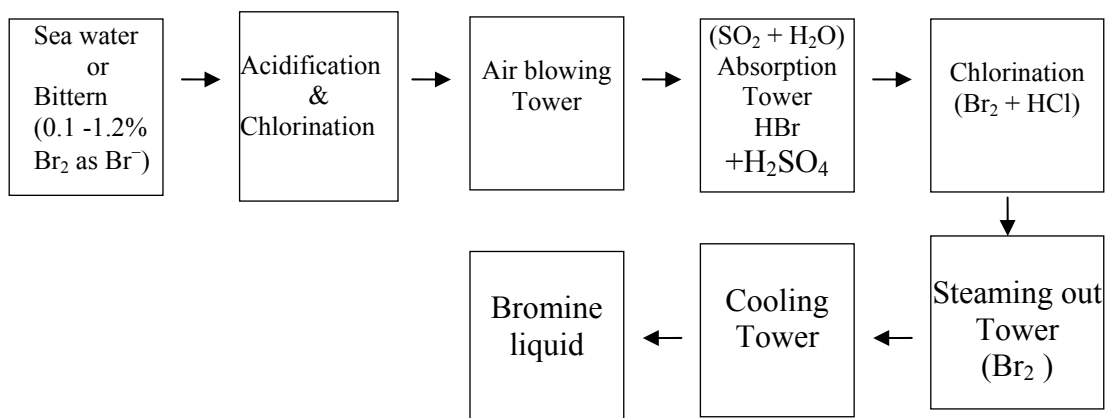 Sea water
or
Bittern
(0.1 -1.2%
Br₂ as Br⁻)
Acidification
&
Chlorination
Air blowing
Tower
(SO₂ + H₂O)
Absorption
Tower
HBr
+H₂SO₄
Chlorination
(Br₂ + HCl)
Steaming out
Tower
(Br₂ )
Cooling
Tower
Bromine
liquid